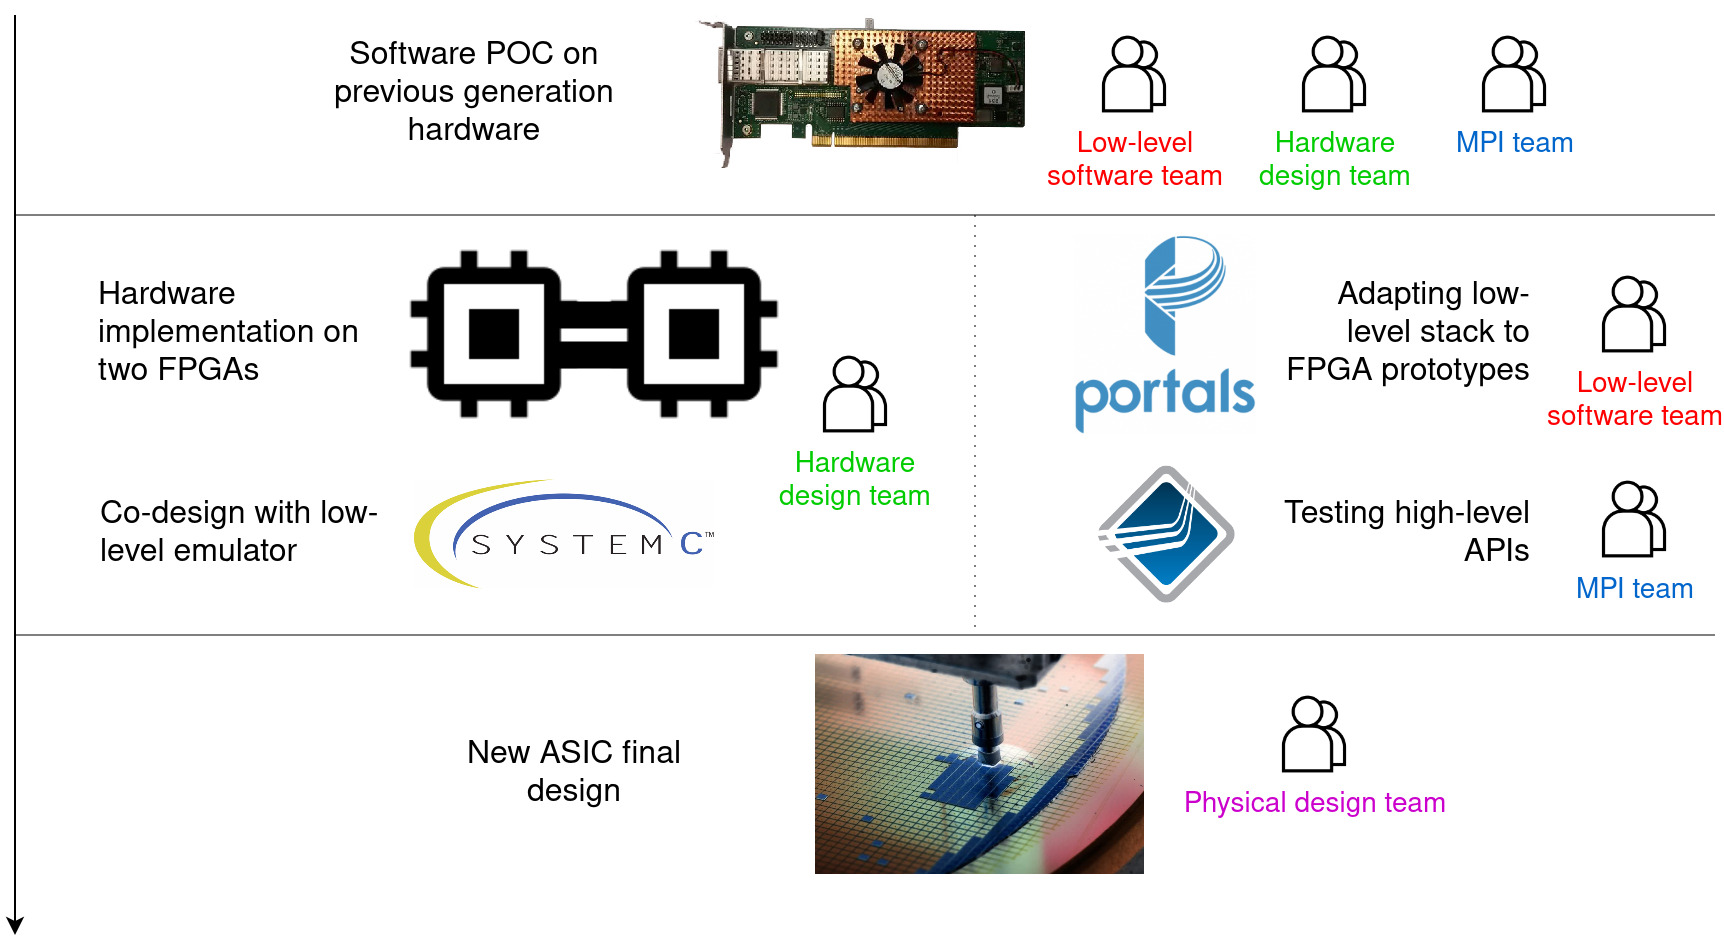 Software POC on
previous generation
hardware
Low-level
software team
Hardware
design team
MPI team
Hardware
implementation on
two FPGAs
Hardware
design team
Co-design with low-
level emulator
SYSTEM C™
portals
Adapting low-
level stack to
FPGA prototypes
Low-level
software team
Testing high-level
APIs
MPI team
New ASIC final
design
Physical design team